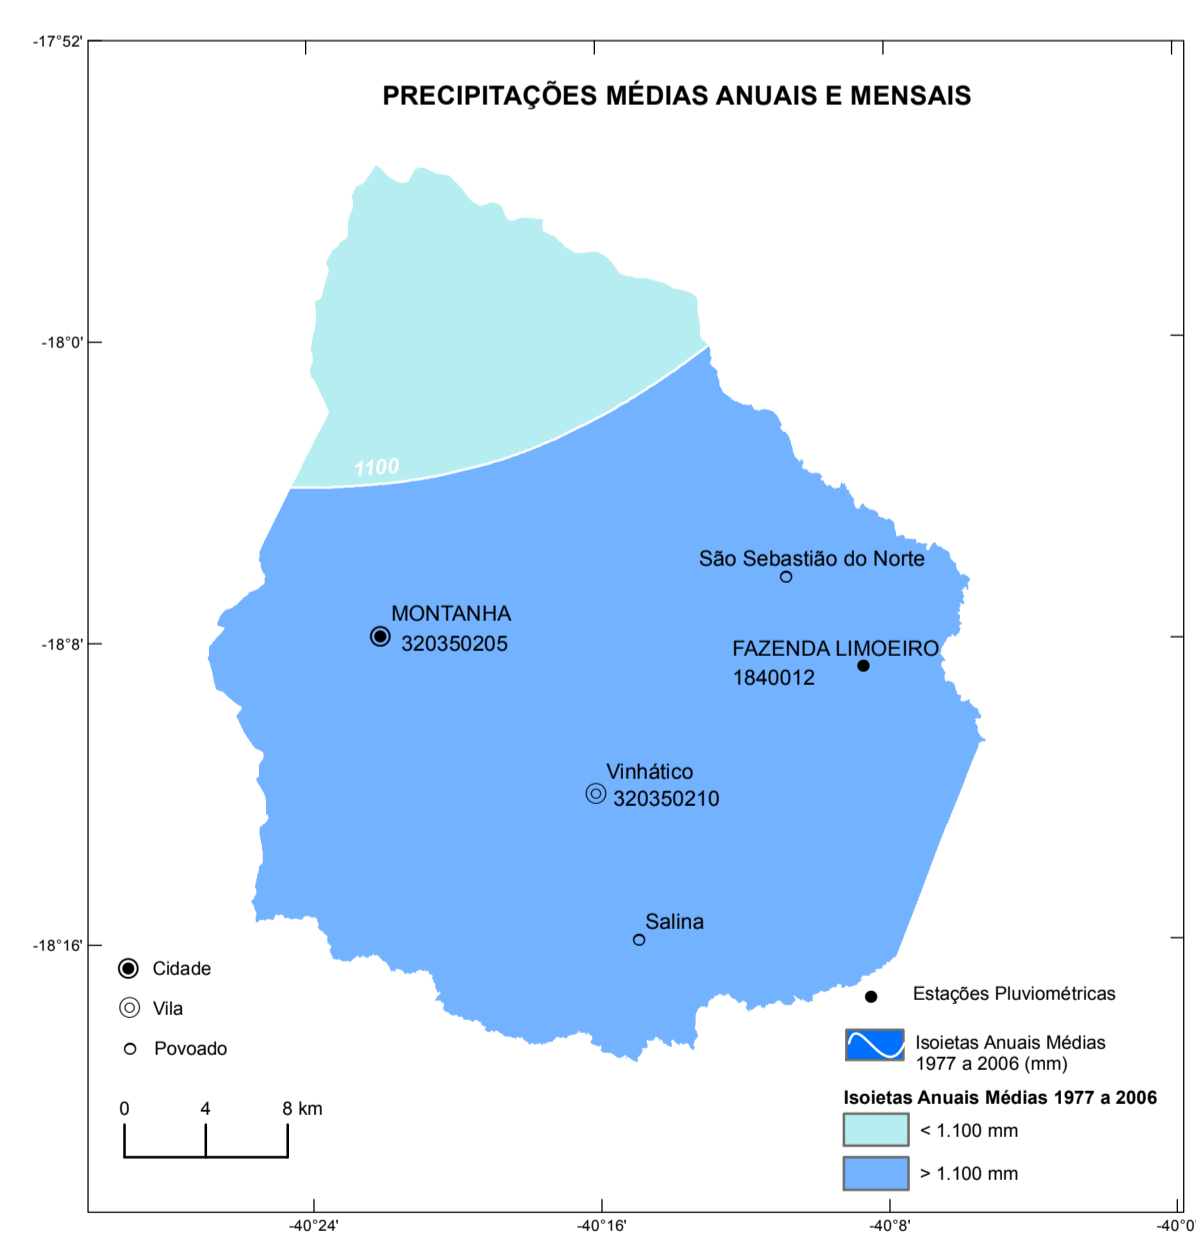 -17°52'
PRECIPITAÇÕES MÉDIAS ANUAIS E MENSAIS
-18°0'
1100
São Sebastião do Norte
MONTANHA
320350205
-18°8'
FAZENDA LIMOEIRO
1840012
Vinhático
320350210
Salina
-18°16'
Cidade
Vila
Povoado
0 4 8 km
Estações Pluviométricas
Isoietas Anuais Médias
1977 a 2006 (mm)
Isoietas Anuais Médias 1977 a 2006
< 1.100 mm
> 1.100 mm
-40°24' -40°16' -40°8' -40°0'